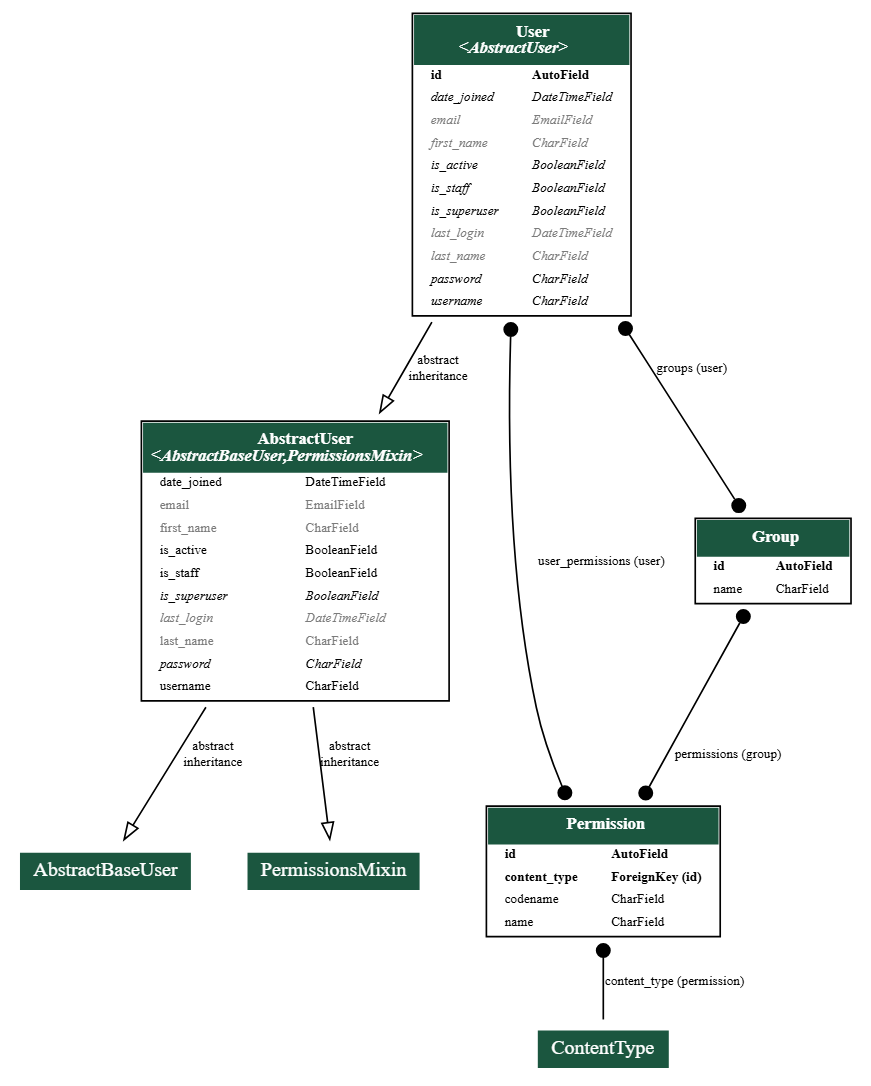 User
<AbstractUser>
id AutoField
date_joined DateTimeField
email EmailField
first_name CharField
is_active BooleanField
is_staff BooleanField
is_superuser BooleanField
last_login DateTimeField
last_name CharField
password CharField
username CharField
abstract
inheritance
groups (user)
AbstractUser
<AbstractBaseUser,PermissionsMixin>
date_joined DateTimeField
email EmailField
first_name CharField
is_active BooleanField
is_staff BooleanField
is_superuser BooleanField
last_login DateTimeField
last_name CharField
password CharField
username CharField
user_permissions (user)
Group
id AutoField
name CharField
abstract
inheritance
abstract
inheritance
permissions (group)
AbstractBaseUser
PermissionsMixin
Permission
id AutoField
content_type ForeignKey (id)
codename CharField
name CharField
content_type (permission)
ContentType